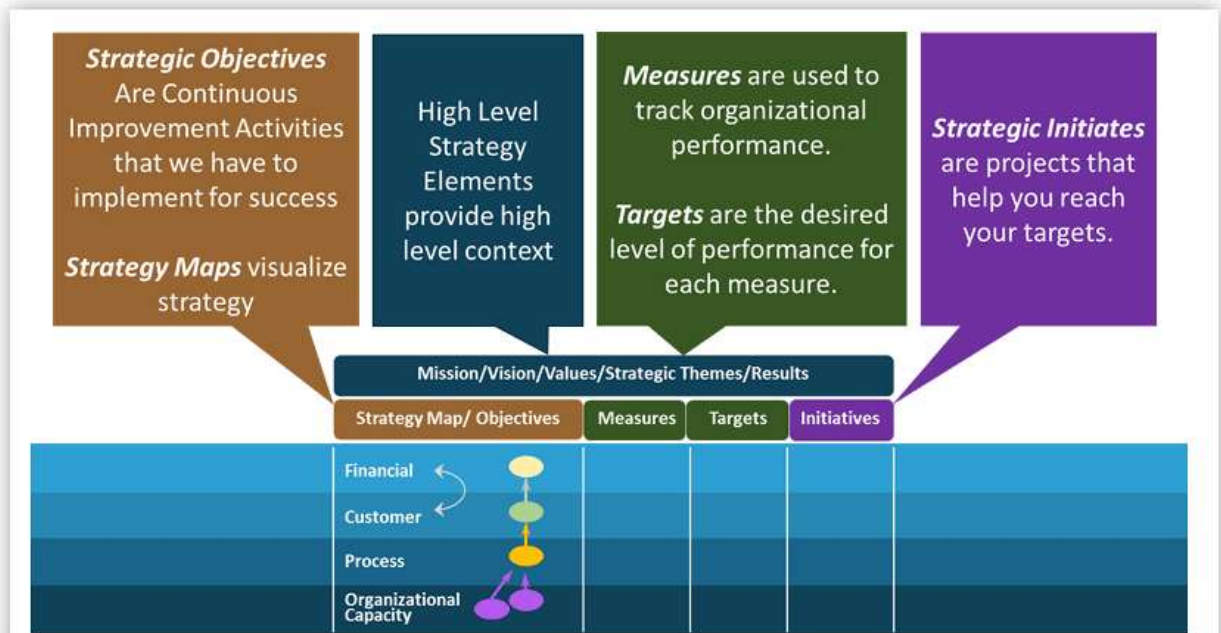 Strategic Objectives
Are Continuous
Improvement Activities
that we have to
implement for success
Strategy Maps visualize
strategy
High Level
Strategy
Elements
provide high
level context
Measures are used to
track organizational
performance.
Targets are the desired
level of performance for
each measure.
Strategic Initiates
are projects that
help you reach
your targets.
Mission/Vision/Values/Strategic Themes/Results
Strategy Map/ Objectives
Measures
Targets
Initiatives
Financial
Customer
Process
Organizational
Capacity